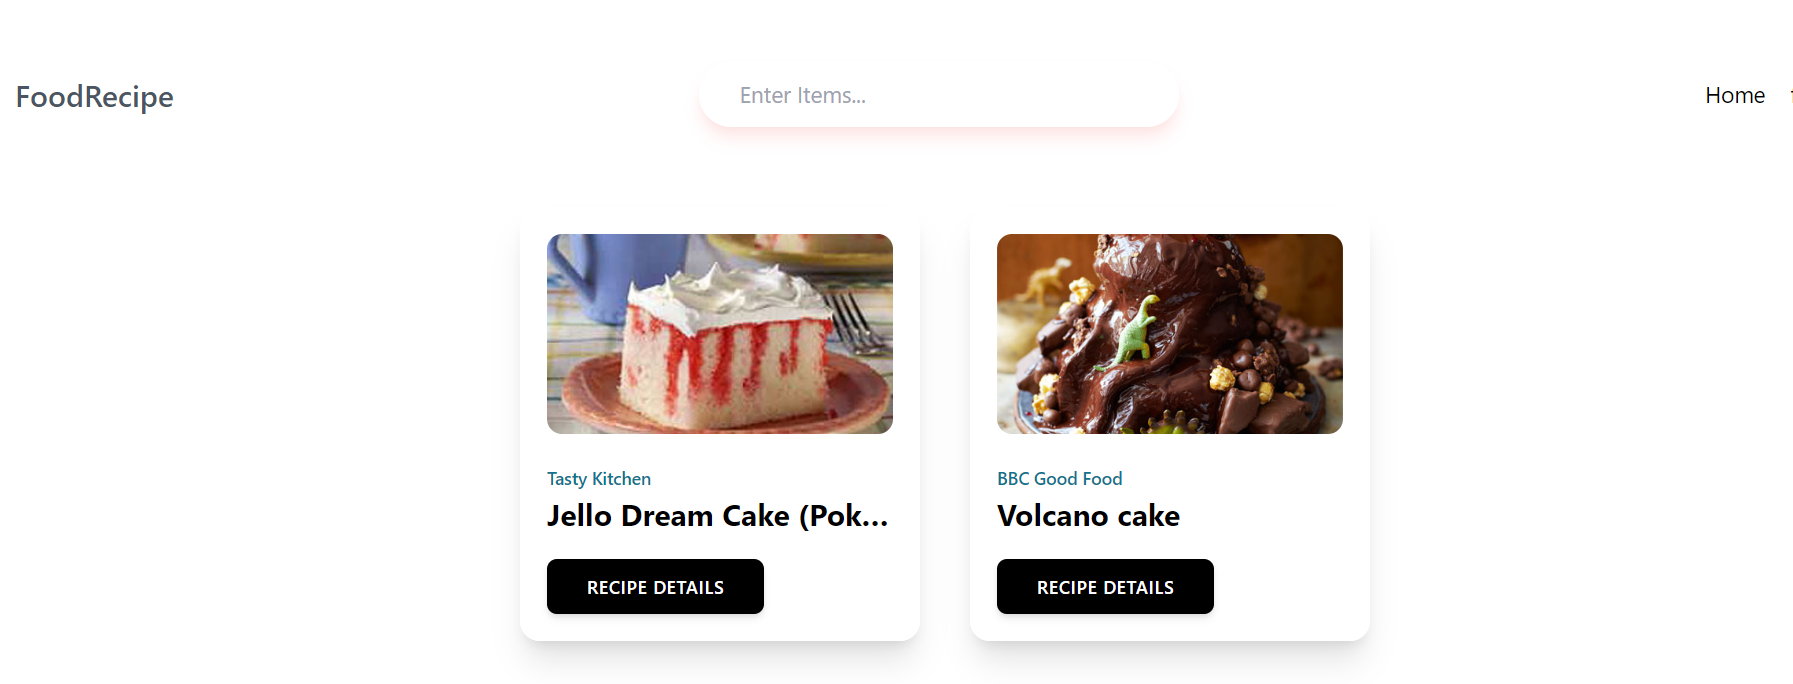 FoodRecipe
Enter Items...
Home
Tasty Kitchen
Jello Dream Cake (Pok...
RECIPE DETAILS
BBC Good Food
Volcano cake
RECIPE DETAILS